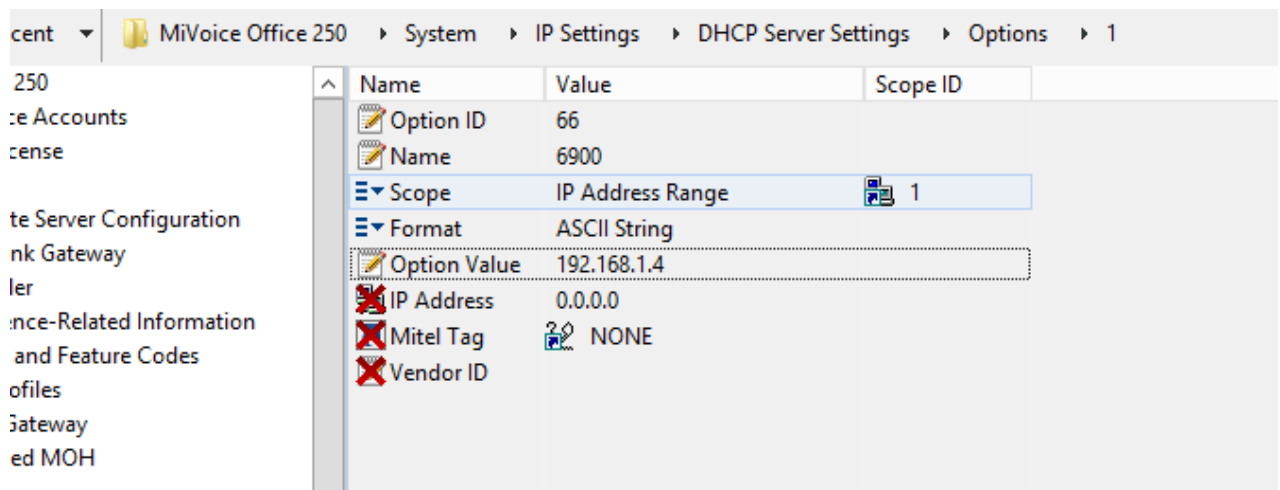 cent MiVoice Office 250 System IP Settings DHCP Server Settings Options 1
250
ce Accounts
cense
te Server Configuration
nk Gateway
ler
ence-Related Information
and Feature Codes
ofiles
Gateway
ed MOH
Name Value Scope ID
Option ID 66
Name 6900
Scope IP Address Range 1
Format ASCII String
Option Value 192.168.1.4
IP Address 0.0.0.0
Mitel Tag NONE
Vendor ID